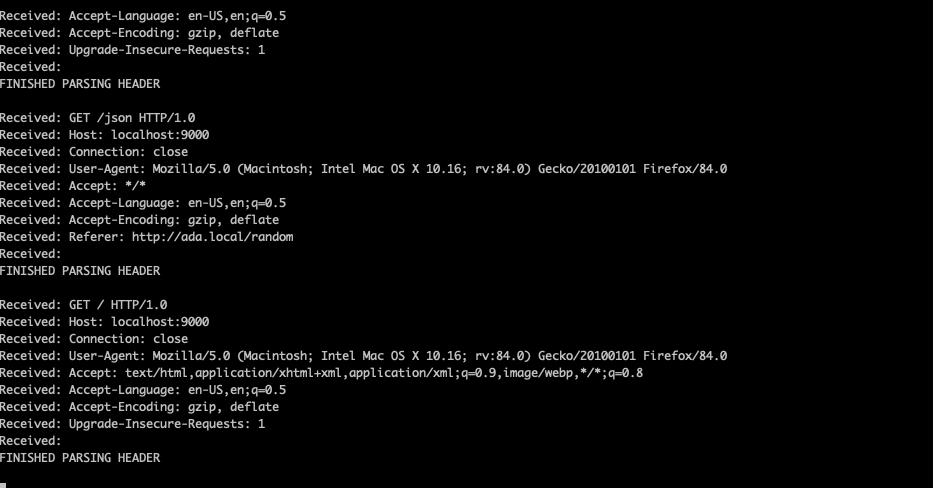 Received: Accept-Language: en-US,en;q=0.5
Received: Accept-Encoding: gzip, deflate
Received: Upgrade-Insecure-Requests: 1
Received:
FINISHED PARSING HEADER
Received: GET /json HTTP/1.0
Received: Host: localhost:9000
Received: Connection: close
Received: User-Agent: Mozilla/5.0 (Macintosh; Intel Mac OS X 10.16; rv:84.0) Gecko/20100101 Firefox/84.0
Received: Accept: */*
Received: Accept-Language: en-US,en;q=0.5
Received: Accept-Encoding: gzip, deflate
Received: Referer: http://ada.local/random
Received:
FINISHED PARSING HEADER
Received: GET / HTTP/1.0
Received: Host: localhost:9000
Received: Connection: close
Received: User-Agent: Mozilla/5.0 (Macintosh; Intel Mac OS X 10.16; rv:84.0) Gecko/20100101 Firefox/84.0
Received: Accept: text/html,application/xhtml+xml,application/xml;q=0.9,image/webp,*/*;q=0.8
Received: Accept-Language: en-US,en;q=0.5
Received: Accept-Encoding: gzip, deflate
Received: Upgrade-Insecure-Requests: 1
Received:
FINISHED PARSING HEADER